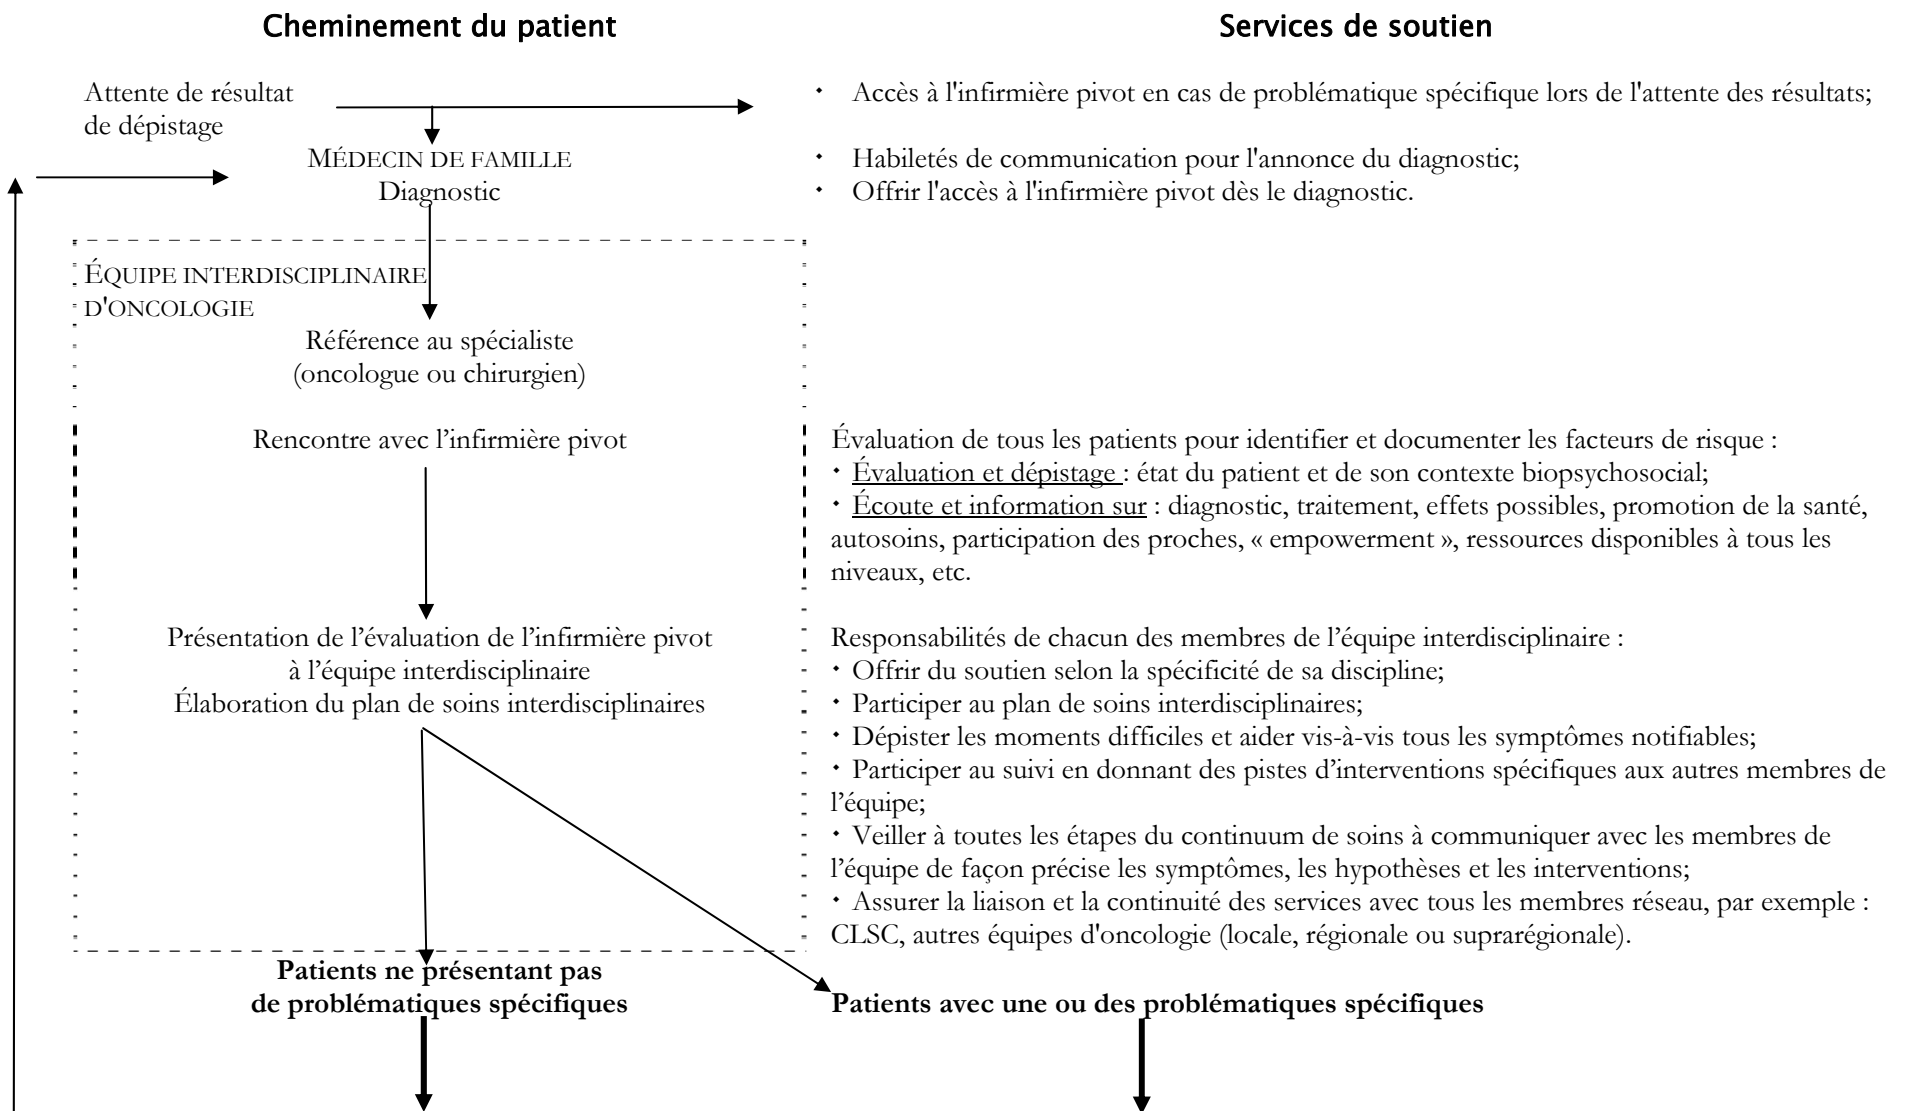 Cheminement du patient
Services de soutien
Attente de résultat
de dépistage
᛫ Accès à l'infirmière pivot en cas de problématique spécifique lors de l'attente des résultats;
MÉDECIN DE FAMILLE
Diagnostic
᛫ Habiletés de communication pour l'annonce du diagnostic;
᛫ Offrir l'accès à l'infirmière pivot dès le diagnostic.
ÉQUIPE INTERDISCIPLINAIRE
D'ONCOLOGIE
Référence au spécialiste
(oncologue ou chirurgien)
Rencontre avec l’infirmière pivot
Évaluation de tous les patients pour identifier et documenter les facteurs de risque :
᛫ Évaluation et dépistage : état du patient et de son contexte biopsychosocial;
᛫ Écoute et information sur : diagnostic, traitement, effets possibles, promotion de la santé,
autosoins, participation des proches, « empowerment », ressources disponibles à tous les
niveaux, etc.
Présentation de l’évaluation de l’infirmière pivot
à l’équipe interdisciplinaire
Élaboration du plan de soins interdisciplinaires
Responsabilités de chacun des membres de l’équipe interdisciplinaire :
᛫ Offrir du soutien selon la spécificité de sa discipline;
᛫ Participer au plan de soins interdisciplinaires;
᛫ Dépister les moments difficiles et aider vis-à-vis tous les symptômes notifiables;
᛫ Participer au suivi en donnant des pistes d’interventions spécifiques aux autres membres de
l’équipe;
᛫ Veiller à toutes les étapes du continuum de soins à communiquer avec les membres de
l’équipe de façon précise les symptômes, les hypothèses et les interventions;
᛫ Assurer la liaison et la continuité des services avec tous les membres réseau, par exemple :
CLSC, autres équipes d'oncologie (locale, régionale ou suprarégionale).
Patients ne présentant pas
de problématiques spécifiques
Patients avec une ou des problématiques spécifiques